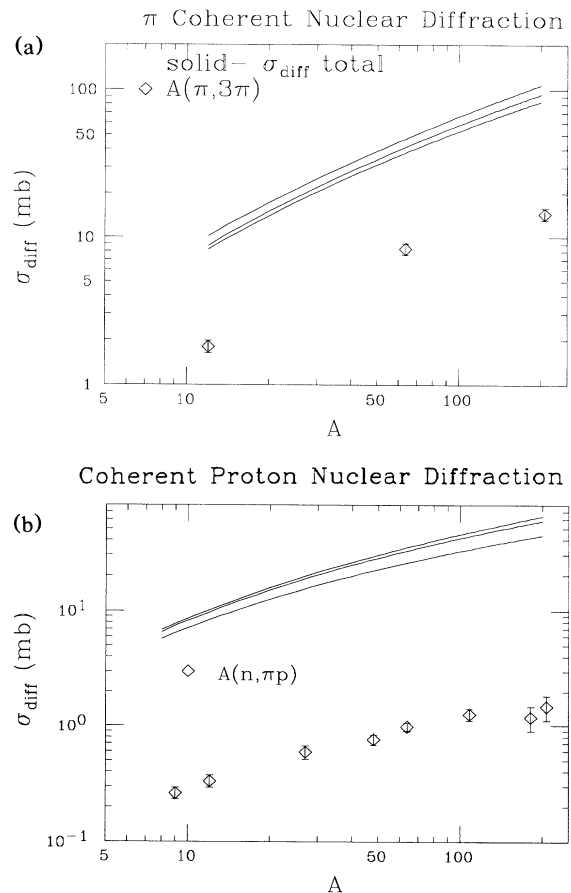 π Coherent Nuclear Diffraction
(a)
solid– σdiff total
A(π,3π)
100
50
10
5
1
σdiff (mb)
5
10
50
100
A
Coherent Proton Nuclear Diffraction
(b)
A(n,πp)
10¹
10⁰
10⁻¹
σdiff (mb)
5
10
50
100
A